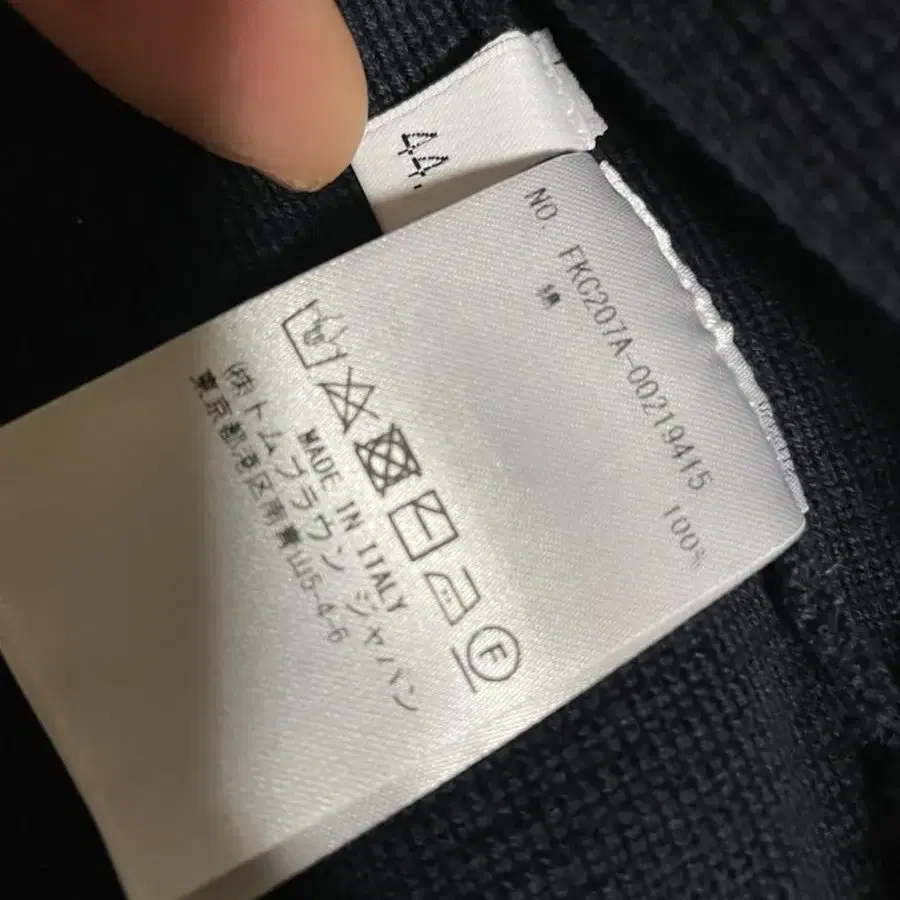 44
NO. FKG207A-00219415
綿 100%
F
MADE IN ITALY
㈱トムブラウン ジャパン
東京都港区南青山5-4-6